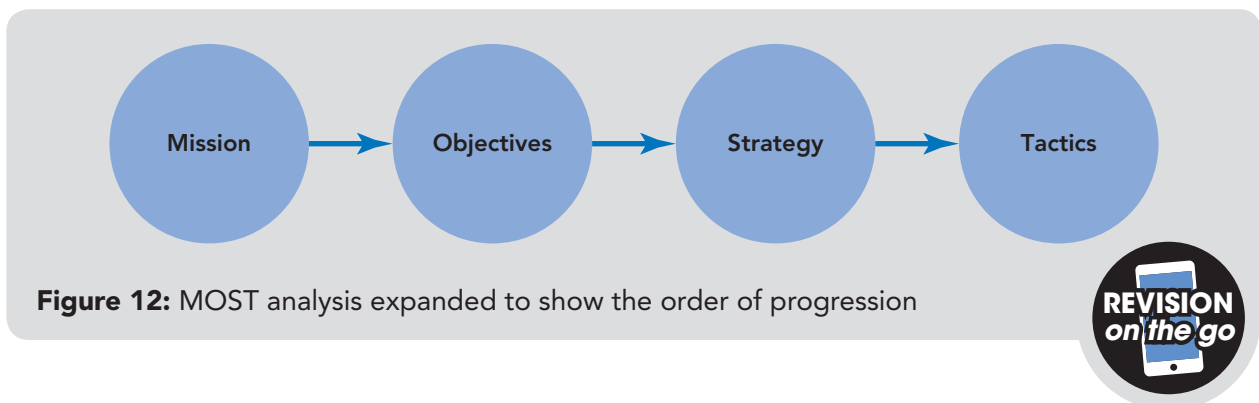 Mission
Objectives
Strategy
Tactics
Figure 12: MOST analysis expanded to show the order of progression
REVISION
on the go